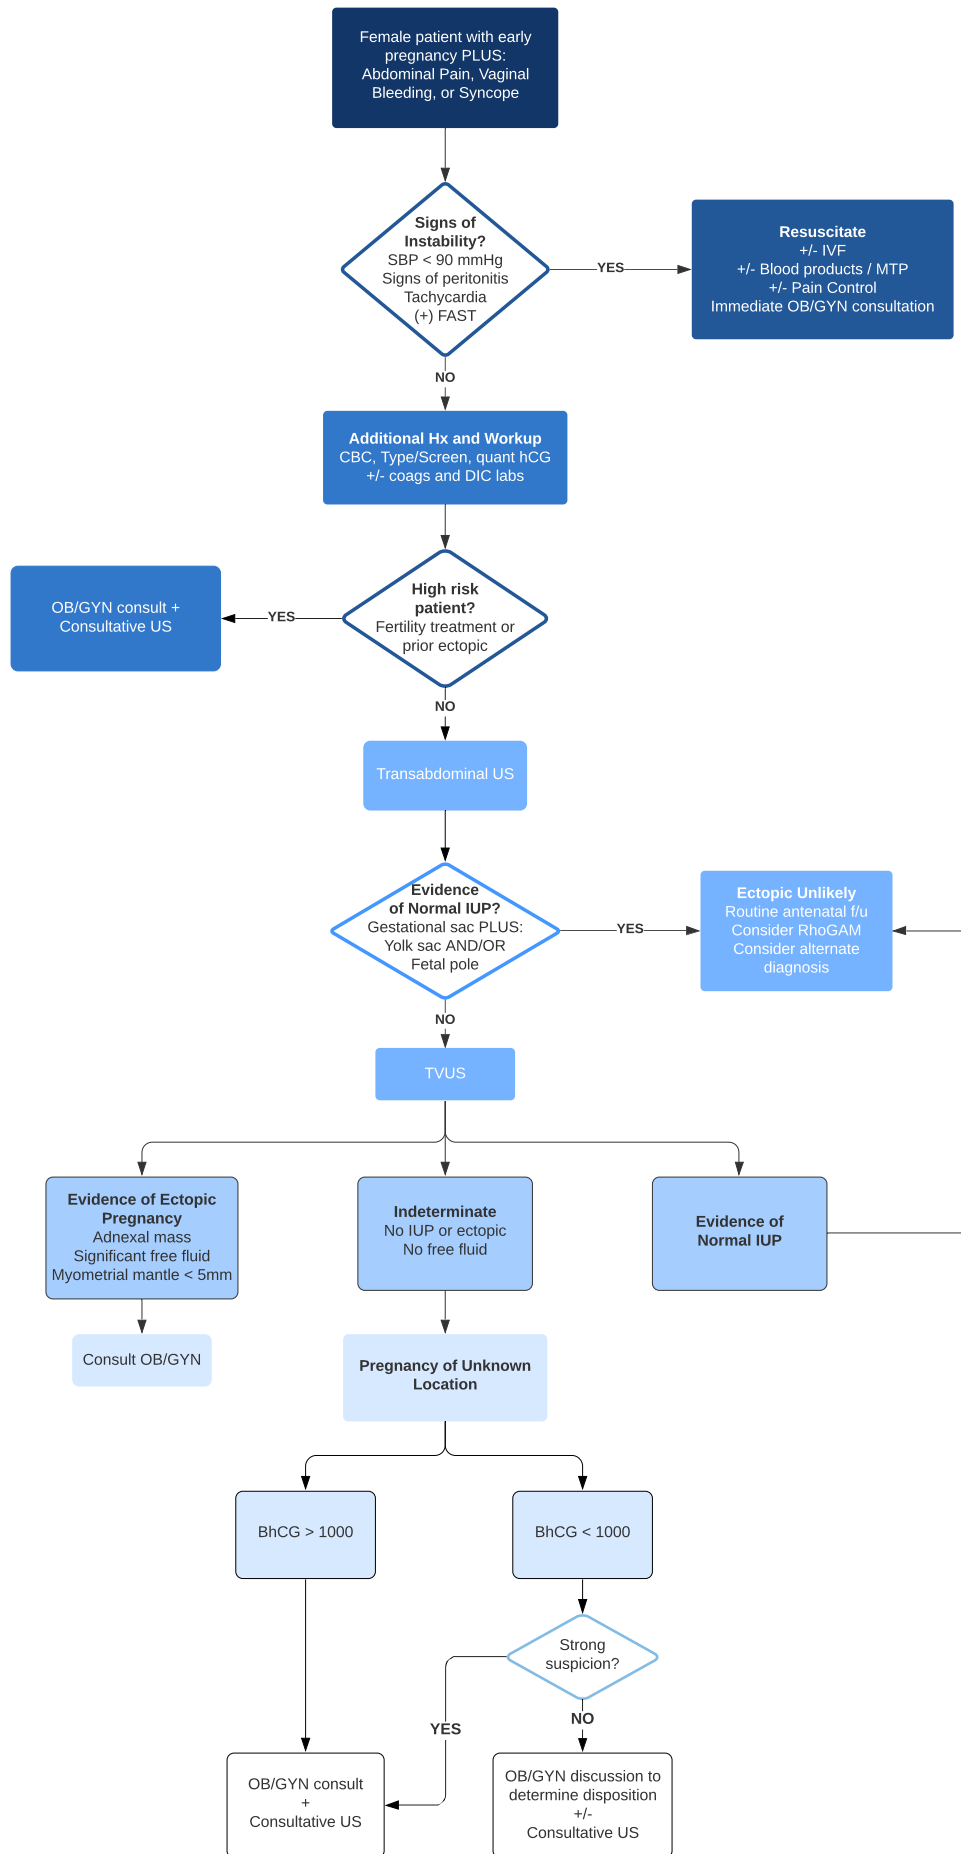 Female patient with early
pregnancy PLUS:
Abdominal Pain, Vaginal
Bleeding, or Syncope
Signs of
Instability?
SBP < 90 mmHg
Signs of peritonitis
Tachycardia
(+) FAST
YES
Resuscitate
+/- IVF
+/- Blood products / MTP
+/- Pain Control
Immediate OB/GYN consultation
NO
Additional Hx and Workup
CBC, Type/Screen, quant hCG
+/- coags and DIC labs
High risk
patient?
Fertility treatment or
prior ectopic
YES
OB/GYN consult +
Consultative US
NO
Transabdominal US
Evidence
of Normal IUP?
Gestational sac PLUS:
Yolk sac AND/OR
Fetal pole
YES
Ectopic Unlikely
Routine antenatal f/u
Consider RhoGAM
Consider alternate
diagnosis
NO
TVUS
Evidence of Ectopic
Pregnancy
Adnexal mass
Significant free fluid
Myometrial mantle < 5mm
Indeterminate
No IUP or ectopic
No free fluid
Evidence of
Normal IUP
Consult OB/GYN
Pregnancy of Unknown
Location
BhCG > 1000
BhCG < 1000
Strong
suspicion?
YES
NO
OB/GYN consult
+
Consultative US
OB/GYN discussion to
determine disposition
+/-
Consultative US